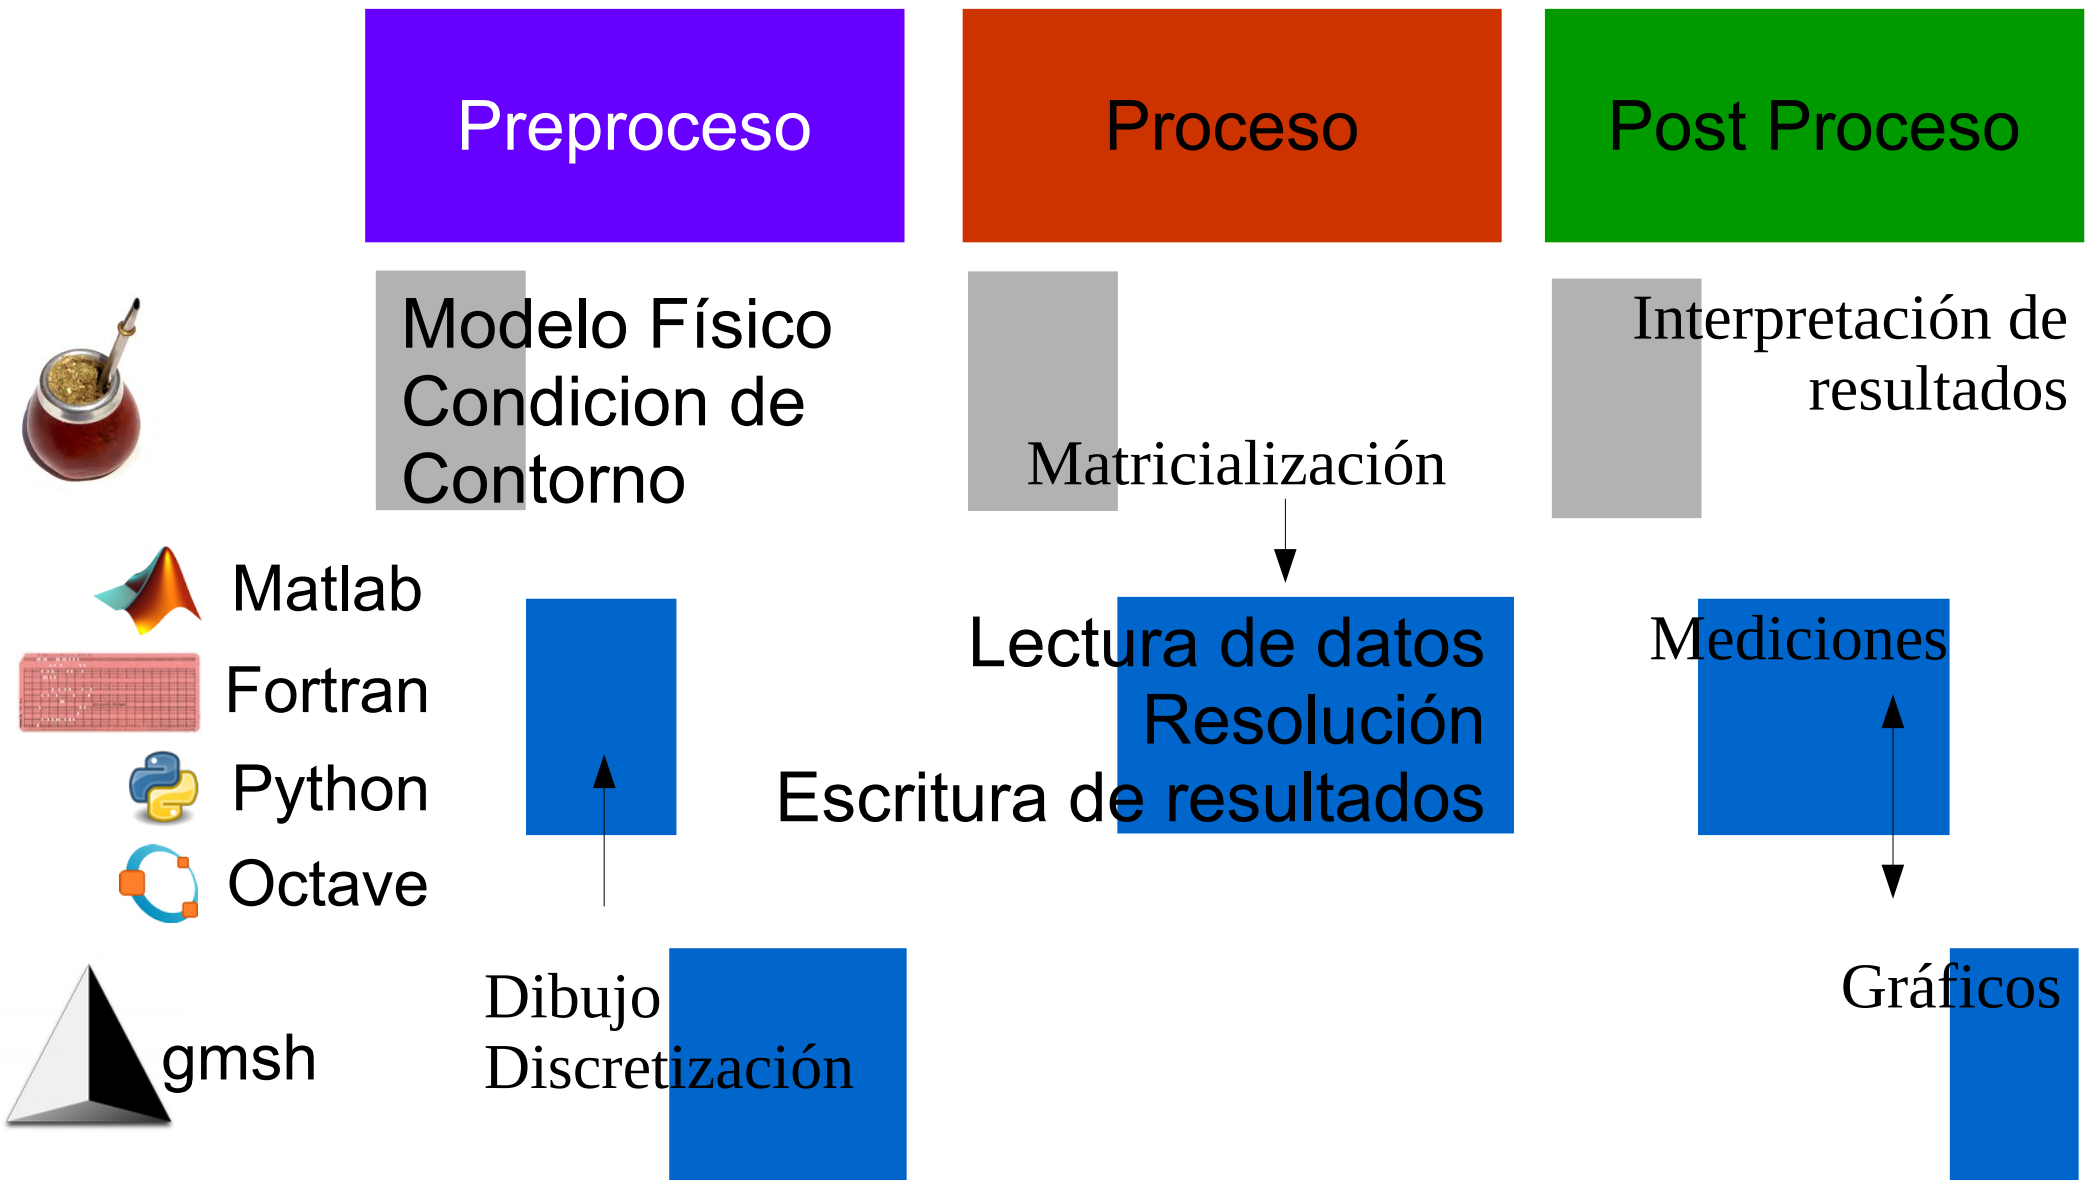 Preproceso
Proceso
Post Proceso
Modelo Físico
Condicion de
Contorno
Matricialización
Interpretación de
resultados
Matlab
Fortran
Python
Octave
gmsh
Lectura de datos
Resolución
Escritura de resultados
Mediciones
Dibujo
Discretización
Gráficos